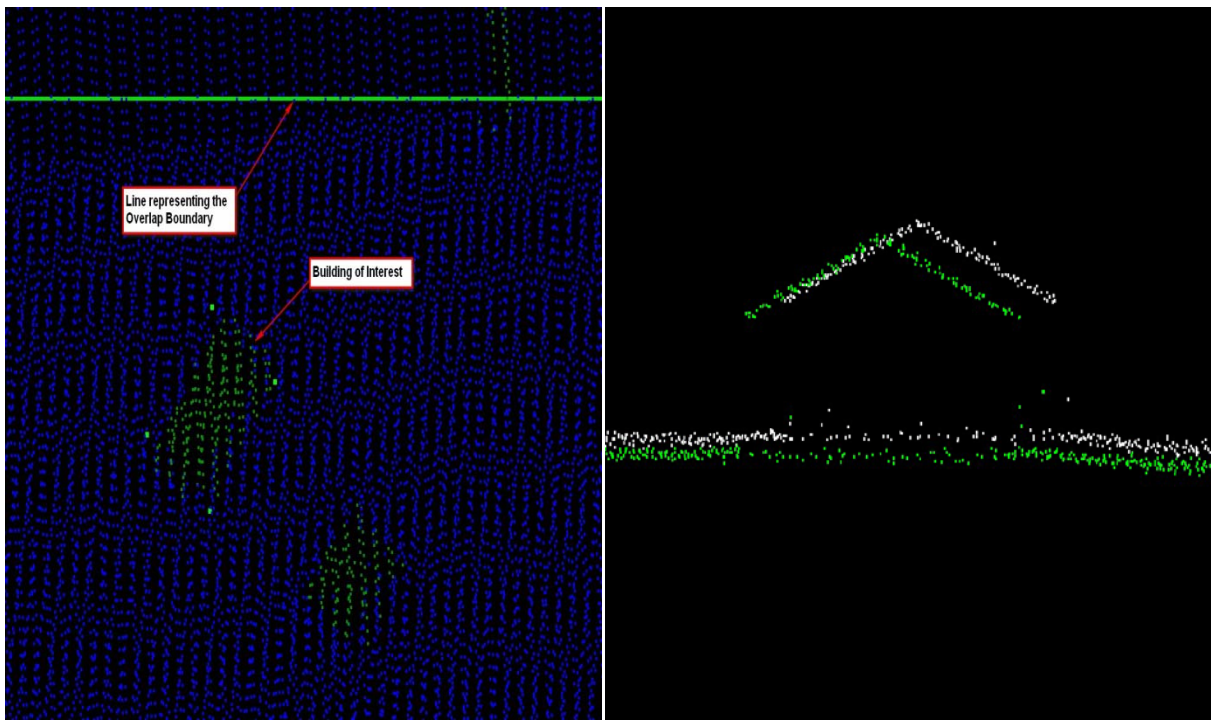 Line representing the
Overlap Boundary
Building of Interest